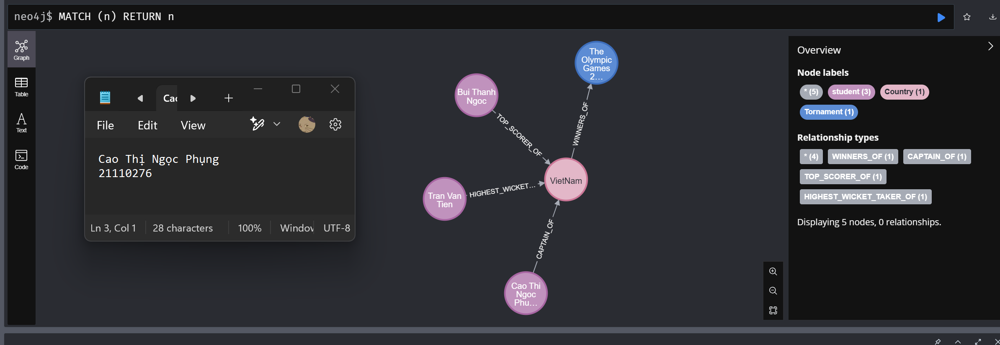 neo4j$ MATCH (n) RETURN n
Graph
Table
Text
Code
File Edit View
Cao Thị Ngọc Phụng
21110276
Ln 3, Col 1
28 characters
100%
UTF-8
The
Olympic
Games
2...
Bui Thanh
Ngoc
TOP_SCORER_OF
WINNERS_OF
VietNam
Tran Van
Tien
HIGHEST_WICKET...
CAPTAIN_OF
Cao Thi
Ngoc
Phu...
Overview
Node labels
* (5) student (3) Country (1)
Tornament (1)
Relationship types
* (4) WINNERS_OF (1) CAPTAIN_OF (1)
TOP_SCORER_OF (1)
HIGHEST_WICKET_TAKER_OF (1)
Displaying 5 nodes, 0 relationships.